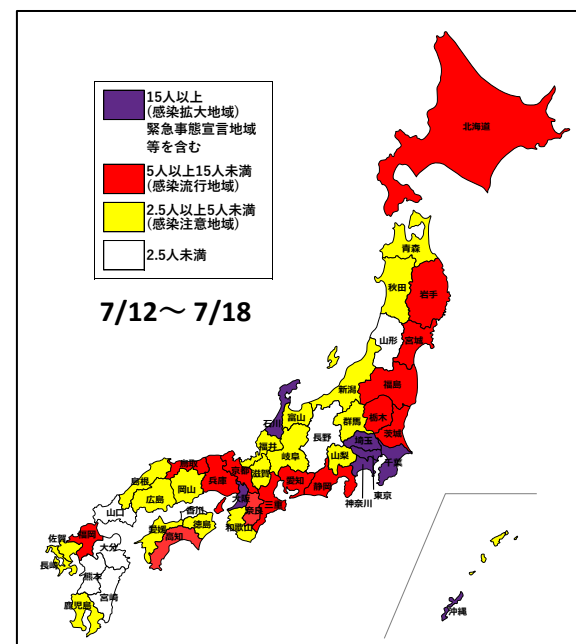 15人以上
(感染拡大地域)
緊急事態宣言地域
等を含む
5人以上15人未満
(感染流行地域)
2.5人以上5人未満
(感染注意地域)
2.5人未満
7/12～ 7/18
北海道
青森
秋田
岩手
山形
宮城
福島
新潟
栃木
群馬
茨城
石川
富山
長野
埼玉
福井
岐阜
山梨
千葉
東京
神奈川
静岡
愛知
滋賀
京都
三重
奈良
大阪
和歌山
兵庫
鳥取
島根
岡山
広島
山口
香川
徳島
愛媛
高知
福岡
佐賀
長崎
大分
熊本
宮崎
鹿児島
沖縄